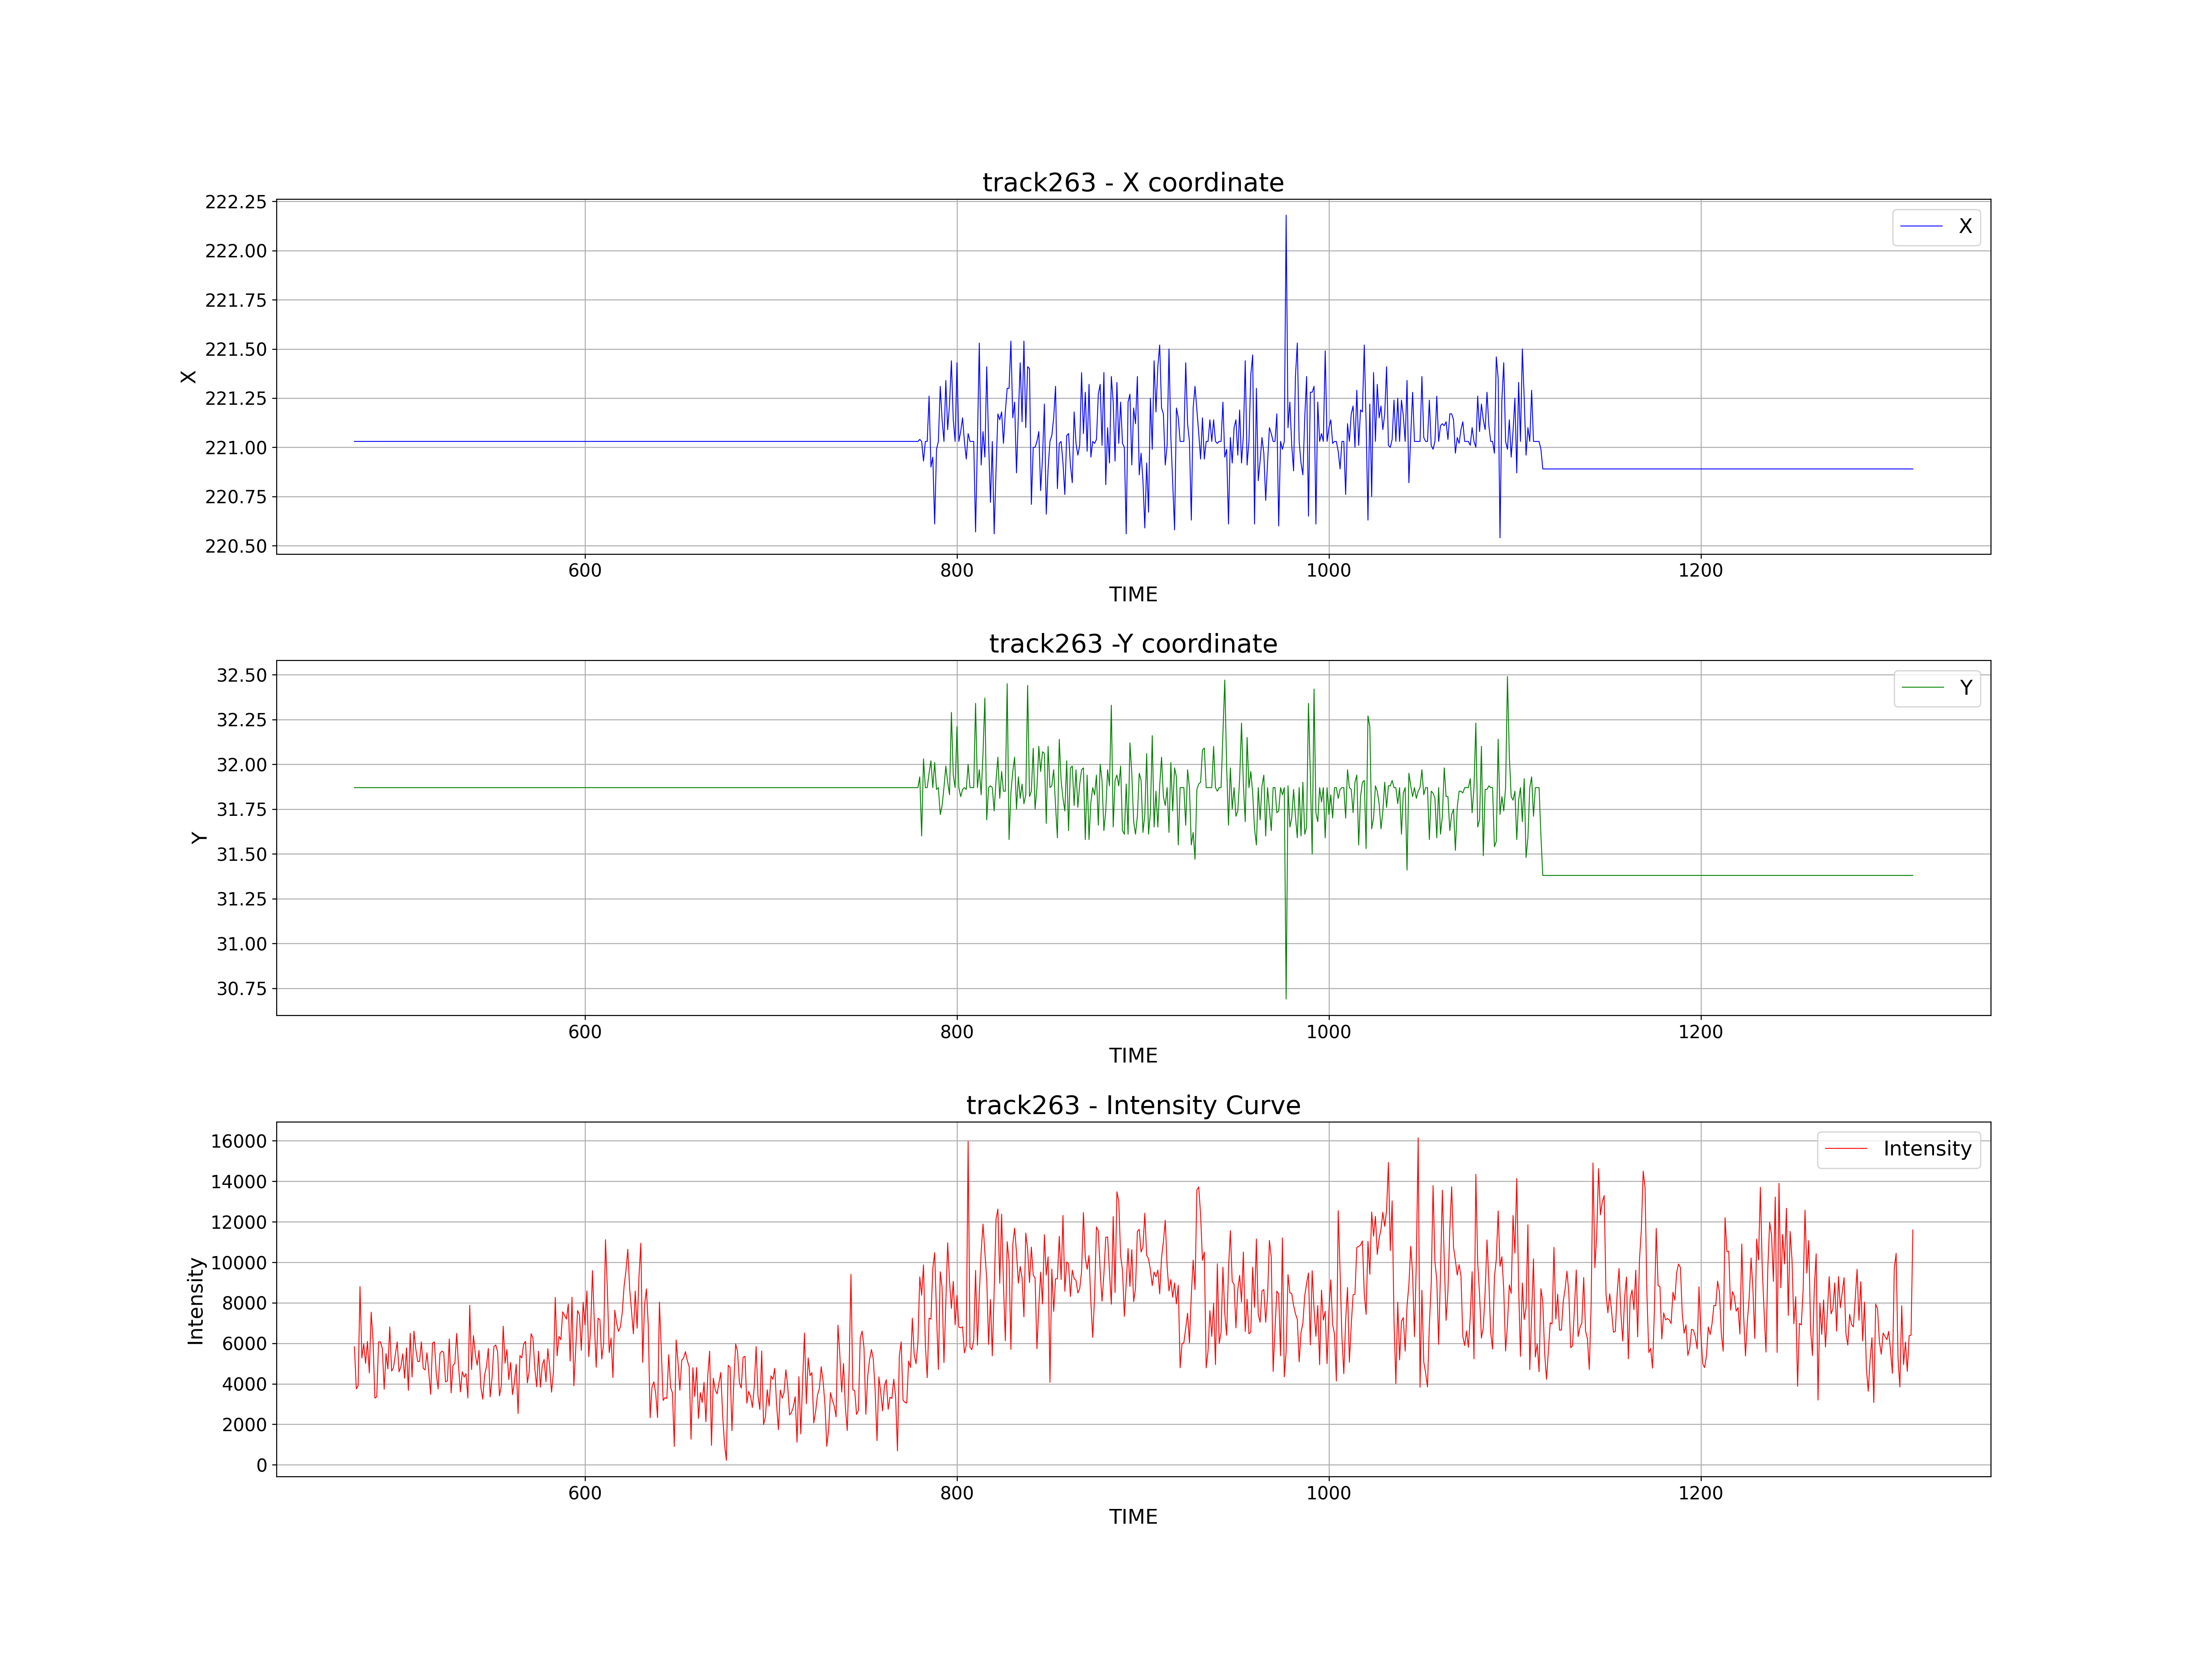 track263 - X coordinate
222.25
222.00
221.75
221.50
221.25
221.00
220.75
220.50
X
X
600 800 1000 1200
TIME
track263 -Y coordinate
32.50
32.25
32.00
31.75
31.50
31.25
31.00
30.75
Y
Y
600 800 1000 1200
TIME
track263 - Intensity Curve
16000
14000
12000
10000
8000
6000
4000
2000
0
Intensity
Intensity
600 800 1000 1200
TIME